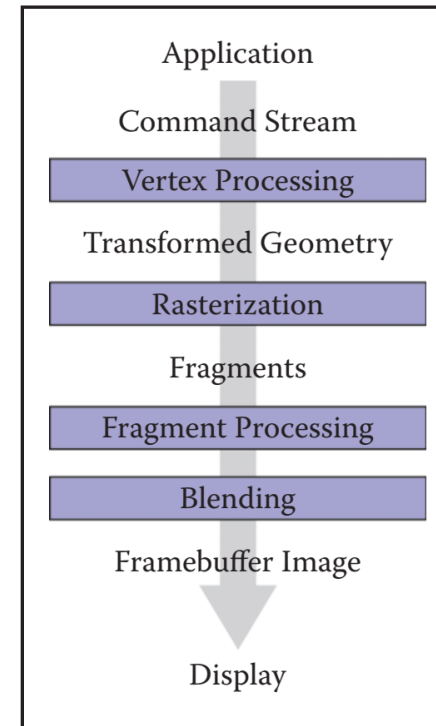 Application
Command Stream
Vertex Processing
Transformed Geometry
Rasterization
Fragments
Fragment Processing
Blending
Framebuffer Image
Display